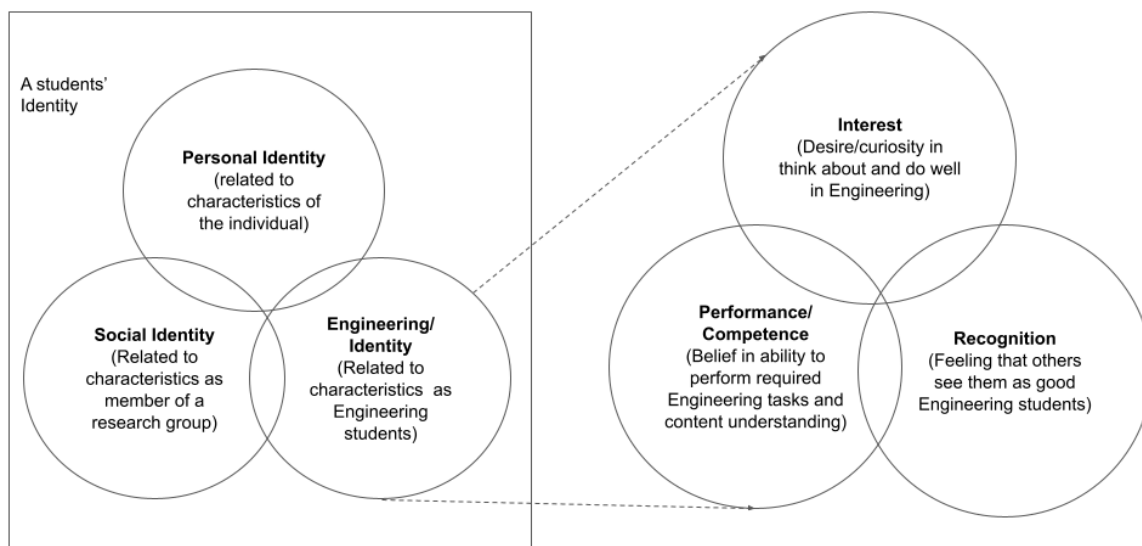 A students'
Identity
Personal Identity
(related to
characteristics of
the individual)
Social Identity
(Related to
characteristics as
member of a
research group)
Engineering/
Identity
(Related to
characteristics as
Engineering
students)
Interest
(Desire/curiosity in
think about and do well
in Engineering)
Performance/
Competence
(Belief in ability to
perform required
Engineering tasks and
content understanding)
Recognition
(Feeling that others
see them as good
Engineering students)